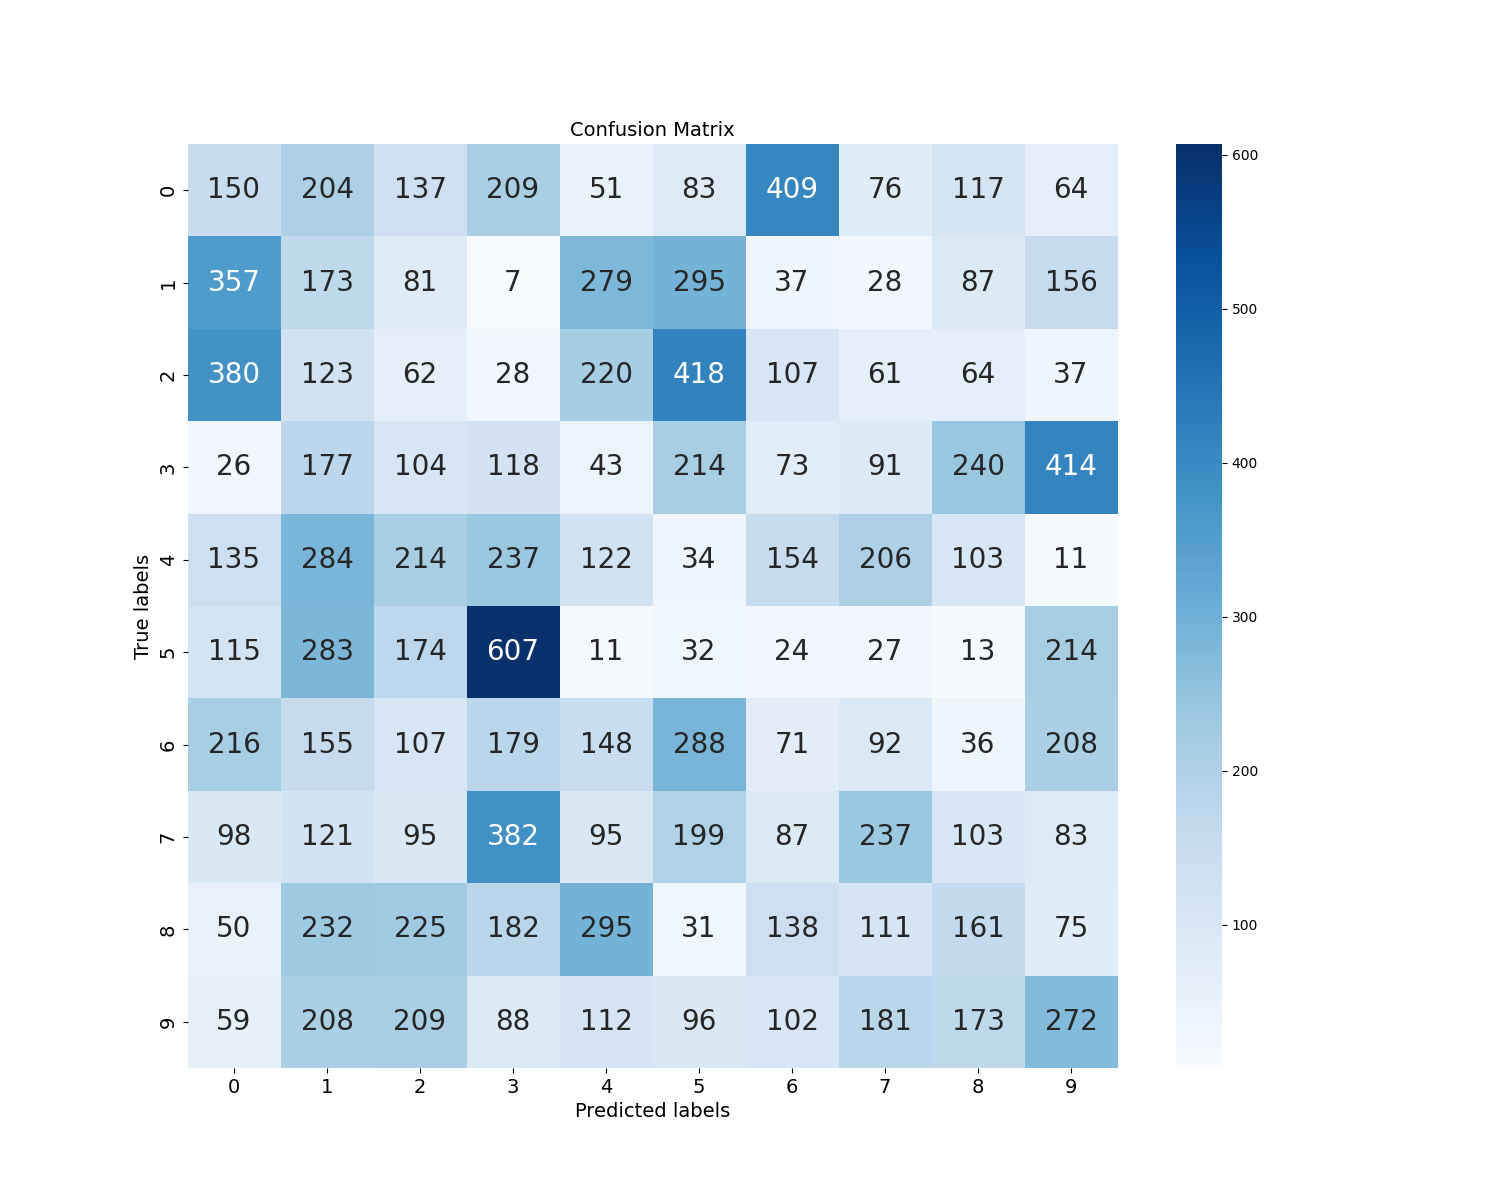 Confusion Matrix
0 150 204 137 209 51 83 409 76 117 64
1 357 173 81 7 279 295 37 28 87 156
2 380 123 62 28 220 418 107 61 64 37
3 26 177 104 118 43 214 73 91 240 414
4 135 284 214 237 122 34 154 206 103 11
5 115 283 174 607 11 32 24 27 13 214
6 216 155 107 179 148 288 71 92 36 208
7 98 121 95 382 95 199 87 237 103 83
8 50 232 225 182 295 31 138 111 161 75
9 59 208 209 88 112 96 102 181 173 272
0 1 2 3 4 5 6 7 8 9
Predicted labels
True labels
600
500
400
300
200
100